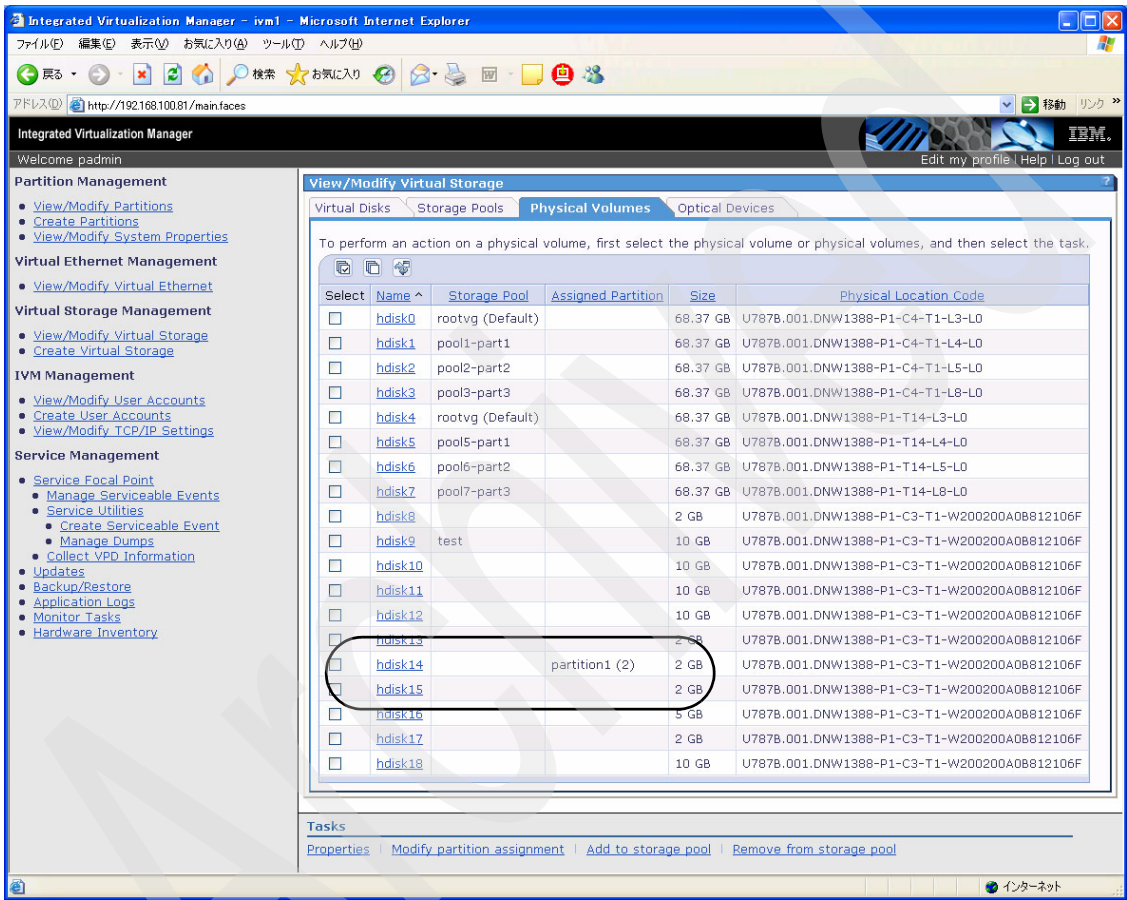 Integrated Virtualization Manager - ivm1 - Microsoft Internet Explorer
ファイル(F) 編集(E) 表示(V) お気に入り(A) ツール(T) ヘルプ(H)
戻る 検索 お気に入り
アドレス(D) http://192.168.100.81/main.faces 移動 リンク »
Integrated Virtualization Manager IBM.
Welcome padmin Edit my profile | Help | Log out
Partition Management
View/Modify Partitions
Create Partitions
View/Modify System Properties
Virtual Ethernet Management
View/Modify Virtual Ethernet
Virtual Storage Management
View/Modify Virtual Storage
Create Virtual Storage
IVM Management
View/Modify User Accounts
Create User Accounts
View/Modify TCP/IP Settings
Service Management
Service Focal Point
Manage Serviceable Events
Service Utilities
Create Serviceable Event
Manage Dumps
Collect VPD Information
Updates
Backup/Restore
Application Logs
Monitor Tasks
Hardware Inventory
View/Modify Virtual Storage ?
Virtual Disks Storage Pools Physical Volumes Optical Devices
To perform an action on a physical volume, first select the physical volume or physical volumes, and then select the task.
Select Name ^ Storage Pool Assigned Partition Size Physical Location Code
hdisk0 rootvg (Default) 68.37 GB U787B.001.DNW1388-P1-C4-T1-L3-L0
hdisk1 pool1-part1 68.37 GB U787B.001.DNW1388-P1-C4-T1-L4-L0
hdisk2 pool2-part2 68.37 GB U787B.001.DNW1388-P1-C4-T1-L5-L0
hdisk3 pool3-part3 68.37 GB U787B.001.DNW1388-P1-C4-T1-L8-L0
hdisk4 rootvg (Default) 68.37 GB U787B.001.DNW1388-P1-T14-L3-L0
hdisk5 pool5-part1 68.37 GB U787B.001.DNW1388-P1-T14-L4-L0
hdisk6 pool6-part2 68.37 GB U787B.001.DNW1388-P1-T14-L5-L0
hdisk7 pool7-part3 68.37 GB U787B.001.DNW1388-P1-T14-L8-L0
hdisk8 2 GB U787B.001.DNW1388-P1-C3-T1-W200200A0B812106F
hdisk9 test 10 GB U787B.001.DNW1388-P1-C3-T1-W200200A0B812106F
hdisk10 10 GB U787B.001.DNW1388-P1-C3-T1-W200200A0B812106F
hdisk11 10 GB U787B.001.DNW1388-P1-C3-T1-W200200A0B812106F
hdisk12 10 GB U787B.001.DNW1388-P1-C3-T1-W200200A0B812106F
hdisk13 2 GB U787B.001.DNW1388-P1-C3-T1-W200200A0B812106F
hdisk14 partition1 (2) 2 GB U787B.001.DNW1388-P1-C3-T1-W200200A0B812106F
hdisk15 2 GB U787B.001.DNW1388-P1-C3-T1-W200200A0B812106F
hdisk16 5 GB U787B.001.DNW1388-P1-C3-T1-W200200A0B812106F
hdisk17 2 GB U787B.001.DNW1388-P1-C3-T1-W200200A0B812106F
hdisk18 10 GB U787B.001.DNW1388-P1-C3-T1-W200200A0B812106F
Tasks
Properties | Modify partition assignment | Add to storage pool | Remove from storage pool
インターネット